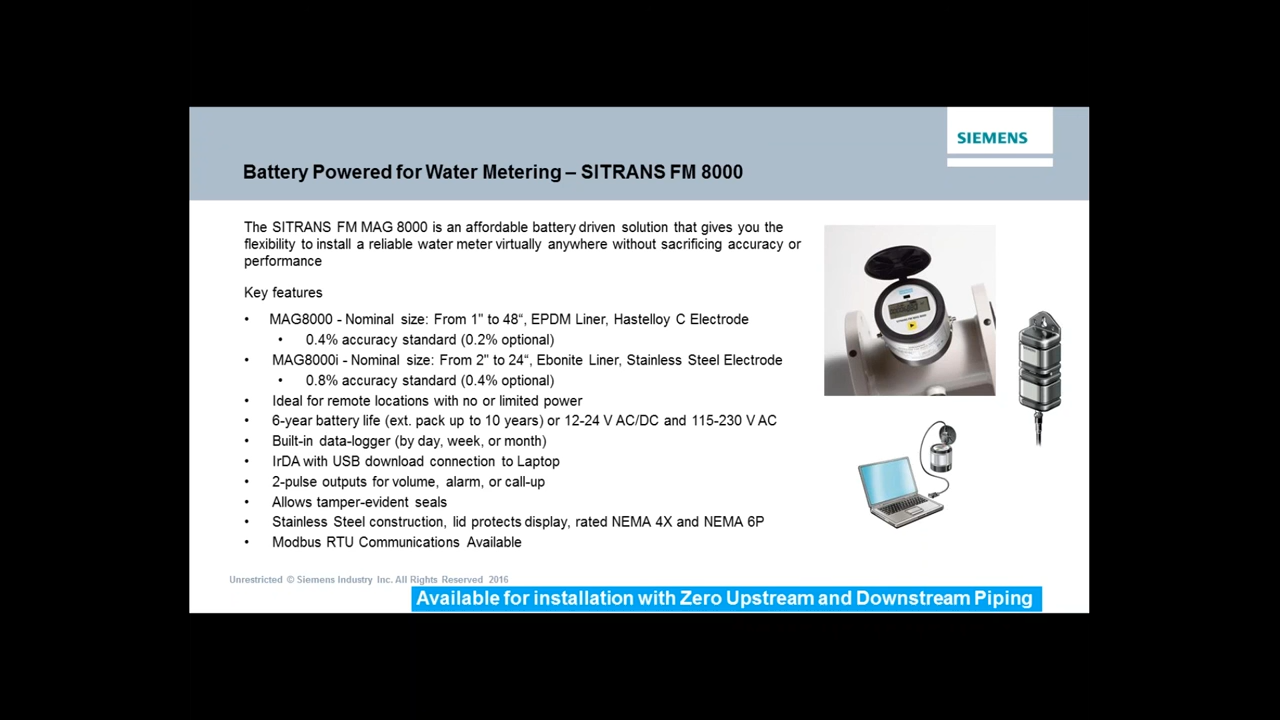 SIEMENS
Battery Powered for Water Metering – SITRANS FM 8000
The SITRANS FM MAG 8000 is an affordable battery driven solution that gives you the
flexibility to install a reliable water meter virtually anywhere without sacrificing accuracy or
performance
Key features
• MAG8000 - Nominal size: From 1" to 48“, EPDM Liner, Hastelloy C Electrode
• 0.4% accuracy standard (0.2% optional)
• MAG8000i - Nominal size: From 2" to 24“, Ebonite Liner, Stainless Steel Electrode
• 0.8% accuracy standard (0.4% optional)
• Ideal for remote locations with no or limited power
• 6-year battery life (ext. pack up to 10 years) or 12-24 V AC/DC and 115-230 V AC
• Built-in data-logger (by day, week, or month)
• IrDA with USB download connection to Laptop
• 2-pulse outputs for volume, alarm, or call-up
• Allows tamper-evident seals
• Stainless Steel construction, lid protects display, rated NEMA 4X and NEMA 6P
• Modbus RTU Communications Available
Unrestricted © Siemens Industry Inc. All Rights Reserved 2016
Available for installation with Zero Upstream and Downstream Piping